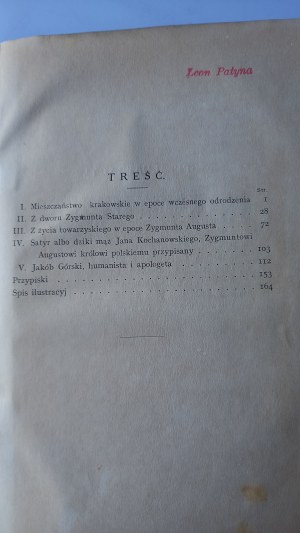 Leon Patyna
TREŚĆ.
str.
I. Mieszczaństwo krakowskie w epoce wczesnego odrodzenia 1
II. Z dworu Zygmunta Starego . . . . . . . . . . 28
III. Z życia towarzyskiego w epoce Zygmunta Augusta . . . 72
IV. Satyr albo dziki mąż Jana Kochanowskiego, Zygmuntowi
Augustowi królowi polskiemu przypisany . . . . . . 103
V. Jakób Górski, humanista i apologeta . . . . . . . 112
Przypiski . . . . . . . . . . . . . . . 153
Spis ilustracyj . . . . . . . . . . . . . . 164